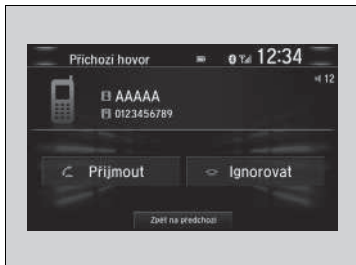 Příchozí hovor 12:34
12
AAAAA
0123456789
Přijmout Ignorovat
Zpět na předchozí